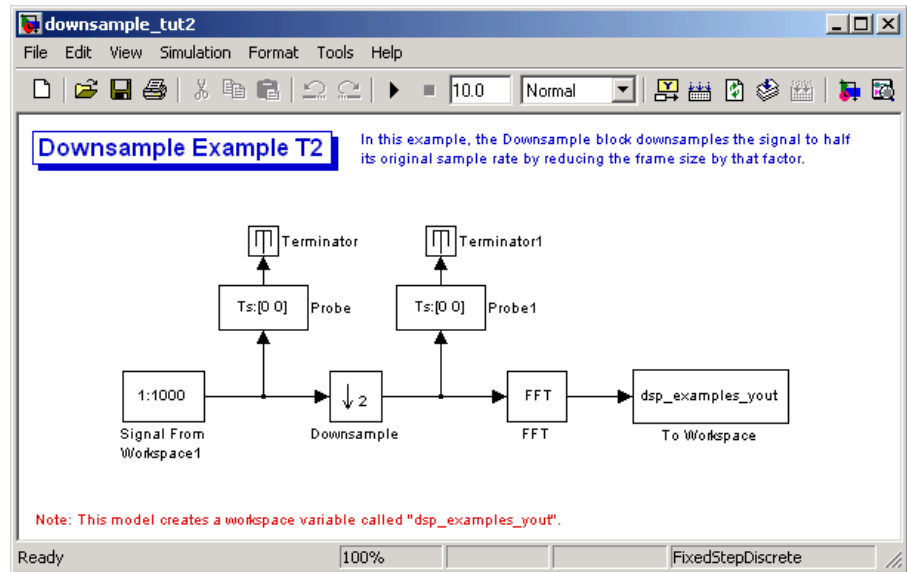 downsample_tut2
File Edit View Simulation Format Tools Help
10.0 Normal
Downsample Example T2
In this example, the Downsample block downsamples the signal to half
its original sample rate by reducing the frame size by that factor.
Terminator Terminator1
Ts:[0 0] Probe Ts:[0 0] Probe1
1:1000 2 FFT dsp_examples_yout
Signal From Downsample FFT To Workspace
Workspace1
Note: This model creates a workspace variable called "dsp_examples_yout".
Ready 100% FixedStepDiscrete